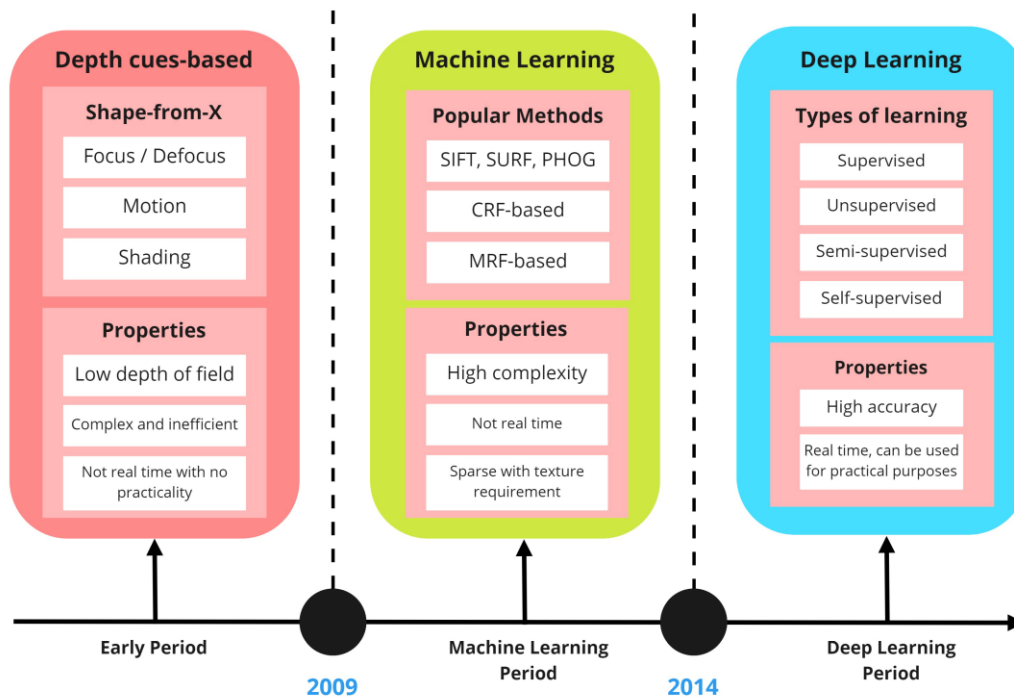 Depth cues-based
Shape-from-X
Focus / Defocus
Motion
Shading
Properties
Low depth of field
Complex and inefficient
Not real time with no
practicality
Machine Learning
Popular Methods
SIFT, SURF, PHOG
CRF-based
MRF-based
Properties
High complexity
Not real time
Sparse with texture
requirement
Deep Learning
Types of learning
Supervised
Unsupervised
Semi-supervised
Self-supervised
Properties
High accuracy
Real time, can be used
for practical purposes
Early Period
2009
Machine Learning
Period
2014
Deep Learning
Period